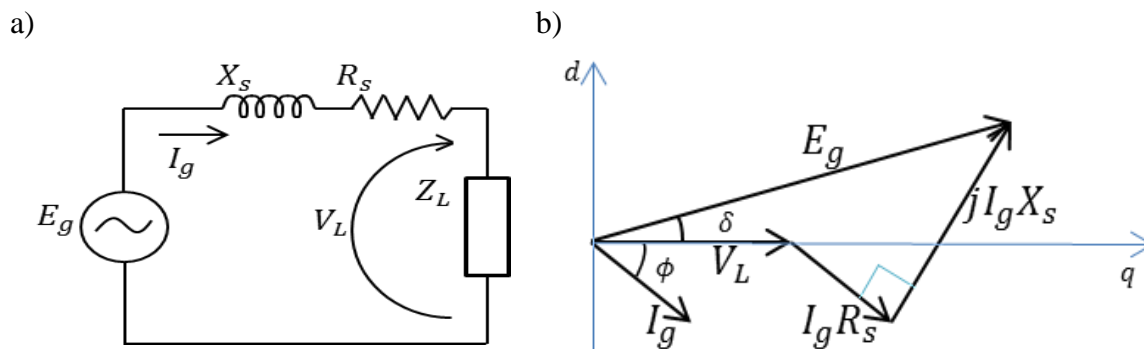 a)
X_s
R_s
I_g
E_g
V_L
Z_L
b)
d
E_g
δ
jI_gX_s
V_L
ϕ
q
I_g
I_gR_s